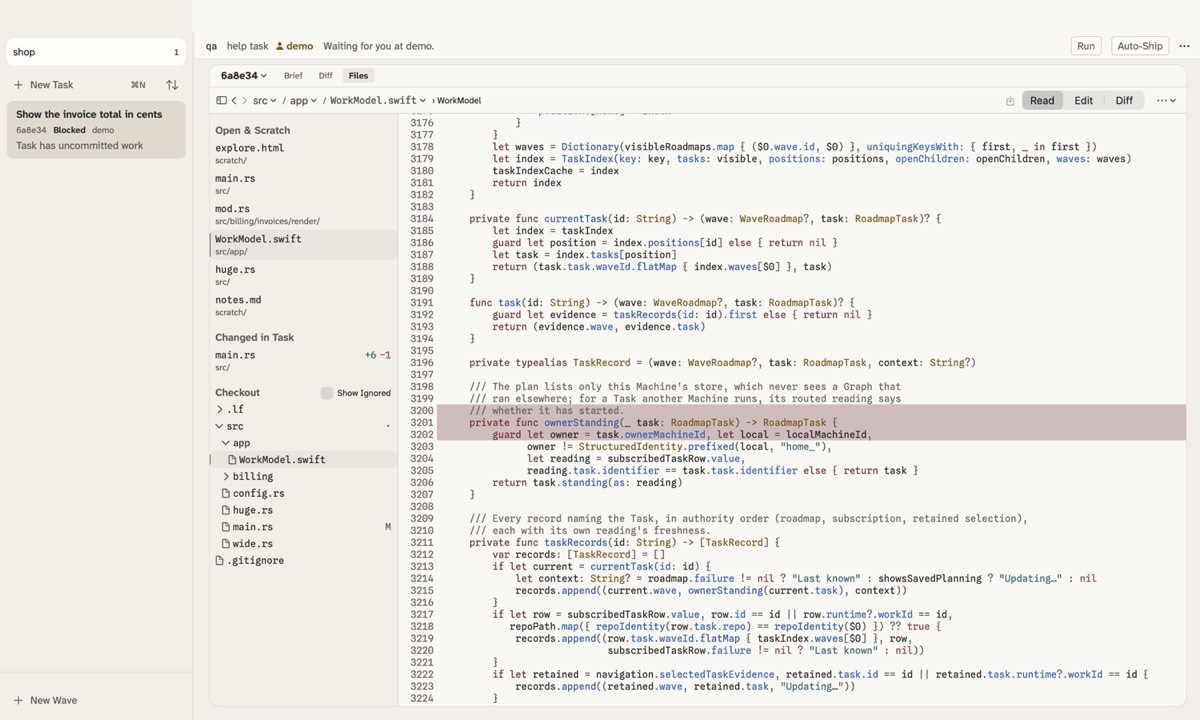 shop 1
qa help task demo Waiting for you at demo. Run Auto-Ship
+ New Task ⌘N
Show the invoice total in cents
6a8e34 Blocked demo
Task has uncommitted work
+ New Wave
6a8e34 Brief Diff Files
src / app / WorkModel.swift › WorkModel Read Edit Diff
Open & Scratch
explore.html
scratch/
main.rs
src/
mod.rs
src/billing/invoices/render/
WorkModel.swift
src/app/
huge.rs
src/
notes.md
scratch/
Changed in Task
main.rs +6 −1
src/
Checkout Show Ignored
.lf
src
app
WorkModel.swift
billing
config.rs
huge.rs
main.rs M
wide.rs
.gitignore
3176 }
3177 }
3178 let waves = Dictionary(visibleRoadmaps.map { ($0.wave.id, $0) }, uniquingKeysWith: { first, _ in first })
3179 let index = TaskIndex(key: key, tasks: visible, positions: positions, openChildren: openChildren, waves: waves)
3180 taskIndexCache = index
3181 return index
3182 }
3183
3184 private func currentTask(id: String) -> (wave: WaveRoadmap?, task: RoadmapTask)? {
3185 let index = taskIndex
3186 guard let position = index.positions[id] else { return nil }
3187 let task = index.tasks[position]
3188 return (task.task.waveId.flatMap { index.waves[$0] }, task)
3189 }
3190
3191 func task(id: String) -> (wave: WaveRoadmap?, task: RoadmapTask)? {
3192 guard let evidence = taskRecords(id: id).first else { return nil }
3193 return (evidence.wave, evidence.task)
3194 }
3195
3196 private typealias TaskRecord = (wave: WaveRoadmap?, task: RoadmapTask, context: String?)
3197
3198 /// The plan lists only this Machine's store, which never sees a Graph that
3199 /// ran elsewhere; for a Task another Machine runs, its routed reading says
3200 /// whether it has started.
3201 private func ownerStanding(_ task: RoadmapTask) -> RoadmapTask {
3202 guard let owner = task.ownerMachineId, let local = localMachineId,
3203 owner != StructuredIdentity.prefixed(local, "home_"),
3204 let reading = subscribedTaskRow.value,
3205 reading.task.identifier == task.task.identifier else { return task }
3206 return task.standing(as: reading)
3207 }
3208
3209 /// Every record naming the Task, in authority order (roadmap, subscription, retained selection),
3210 /// each with its own reading's freshness.
3211 private func taskRecords(id: String) -> [TaskRecord] {
3212 var records: [TaskRecord] = []
3213 if let current = currentTask(id: id) {
3214 let context: String? = roadmap.failure != nil ? "Last known" : showsSavedPlanning ? "Updating…" : nil
3215 records.append((current.wave, ownerStanding(current.task), context))
3216 }
3217 if let row = subscribedTaskRow.value, row.id == id || row.runtime?.workId == id,
3218 repoPath.map({ repoIdentity(row.task.repo) == repoIdentity($0) }) ?? true {
3219 records.append((row.task.waveId.flatMap { taskIndex.waves[$0] }, row,
3220 subscribedTaskRow.failure != nil ? "Last known" : nil))
3221 }
3222 if let retained = navigation.selectedTaskEvidence, retained.task.id == id || retained.task.runtime?.workId == id {
3223 records.append((retained.wave, retained.task, "Updating…"))
3224 }